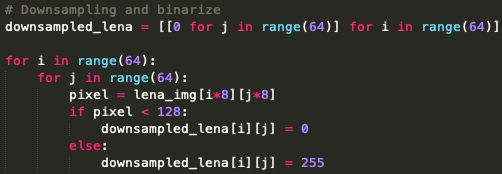 # Downsampling and binarize
downsampled_lena = [[0 for j in range(64)] for i in range(64)]
for i in range(64):
    for j in range(64):
        pixel = lena_img[i*8][j*8]
        if pixel < 128:
            downsampled_lena[i][j] = 0
        else:
            downsampled_lena[i][j] = 255